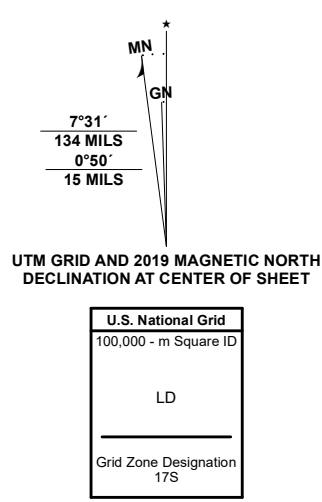 MN
GN
7°31´
134 MILS
0°50´
15 MILS
UTM GRID AND 2019 MAGNETIC NORTH
DECLINATION AT CENTER OF SHEET
U.S. National Grid
100,000 - m Square ID
LD
Grid Zone Designation
17S